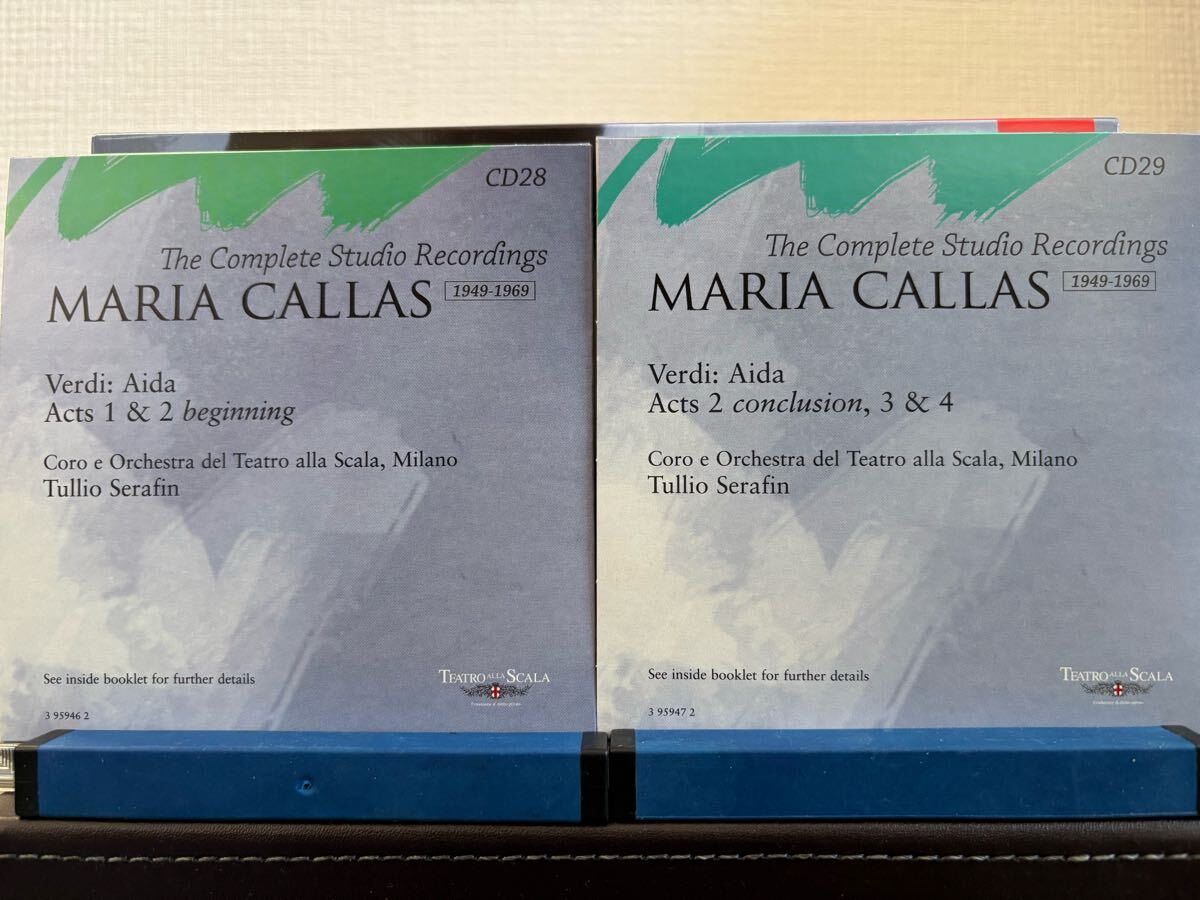 CD28
The Complete Studio Recordings
MARIA CALLAS 1949-1969
Verdi: Aida
Acts 1 & 2 beginning
Coro e Orchestra del Teatro alla Scala, Milano
Tullio Serafin
See inside booklet for further details
TEATRO ALLA SCALA
3 95946 2
CD29
The Complete Studio Recordings
MARIA CALLAS 1949-1969
Verdi: Aida
Acts 2 conclusion, 3 & 4
Coro e Orchestra del Teatro alla Scala, Milano
Tullio Serafin
See inside booklet for further details
TEATRO ALLA SCALA
3 95947 2